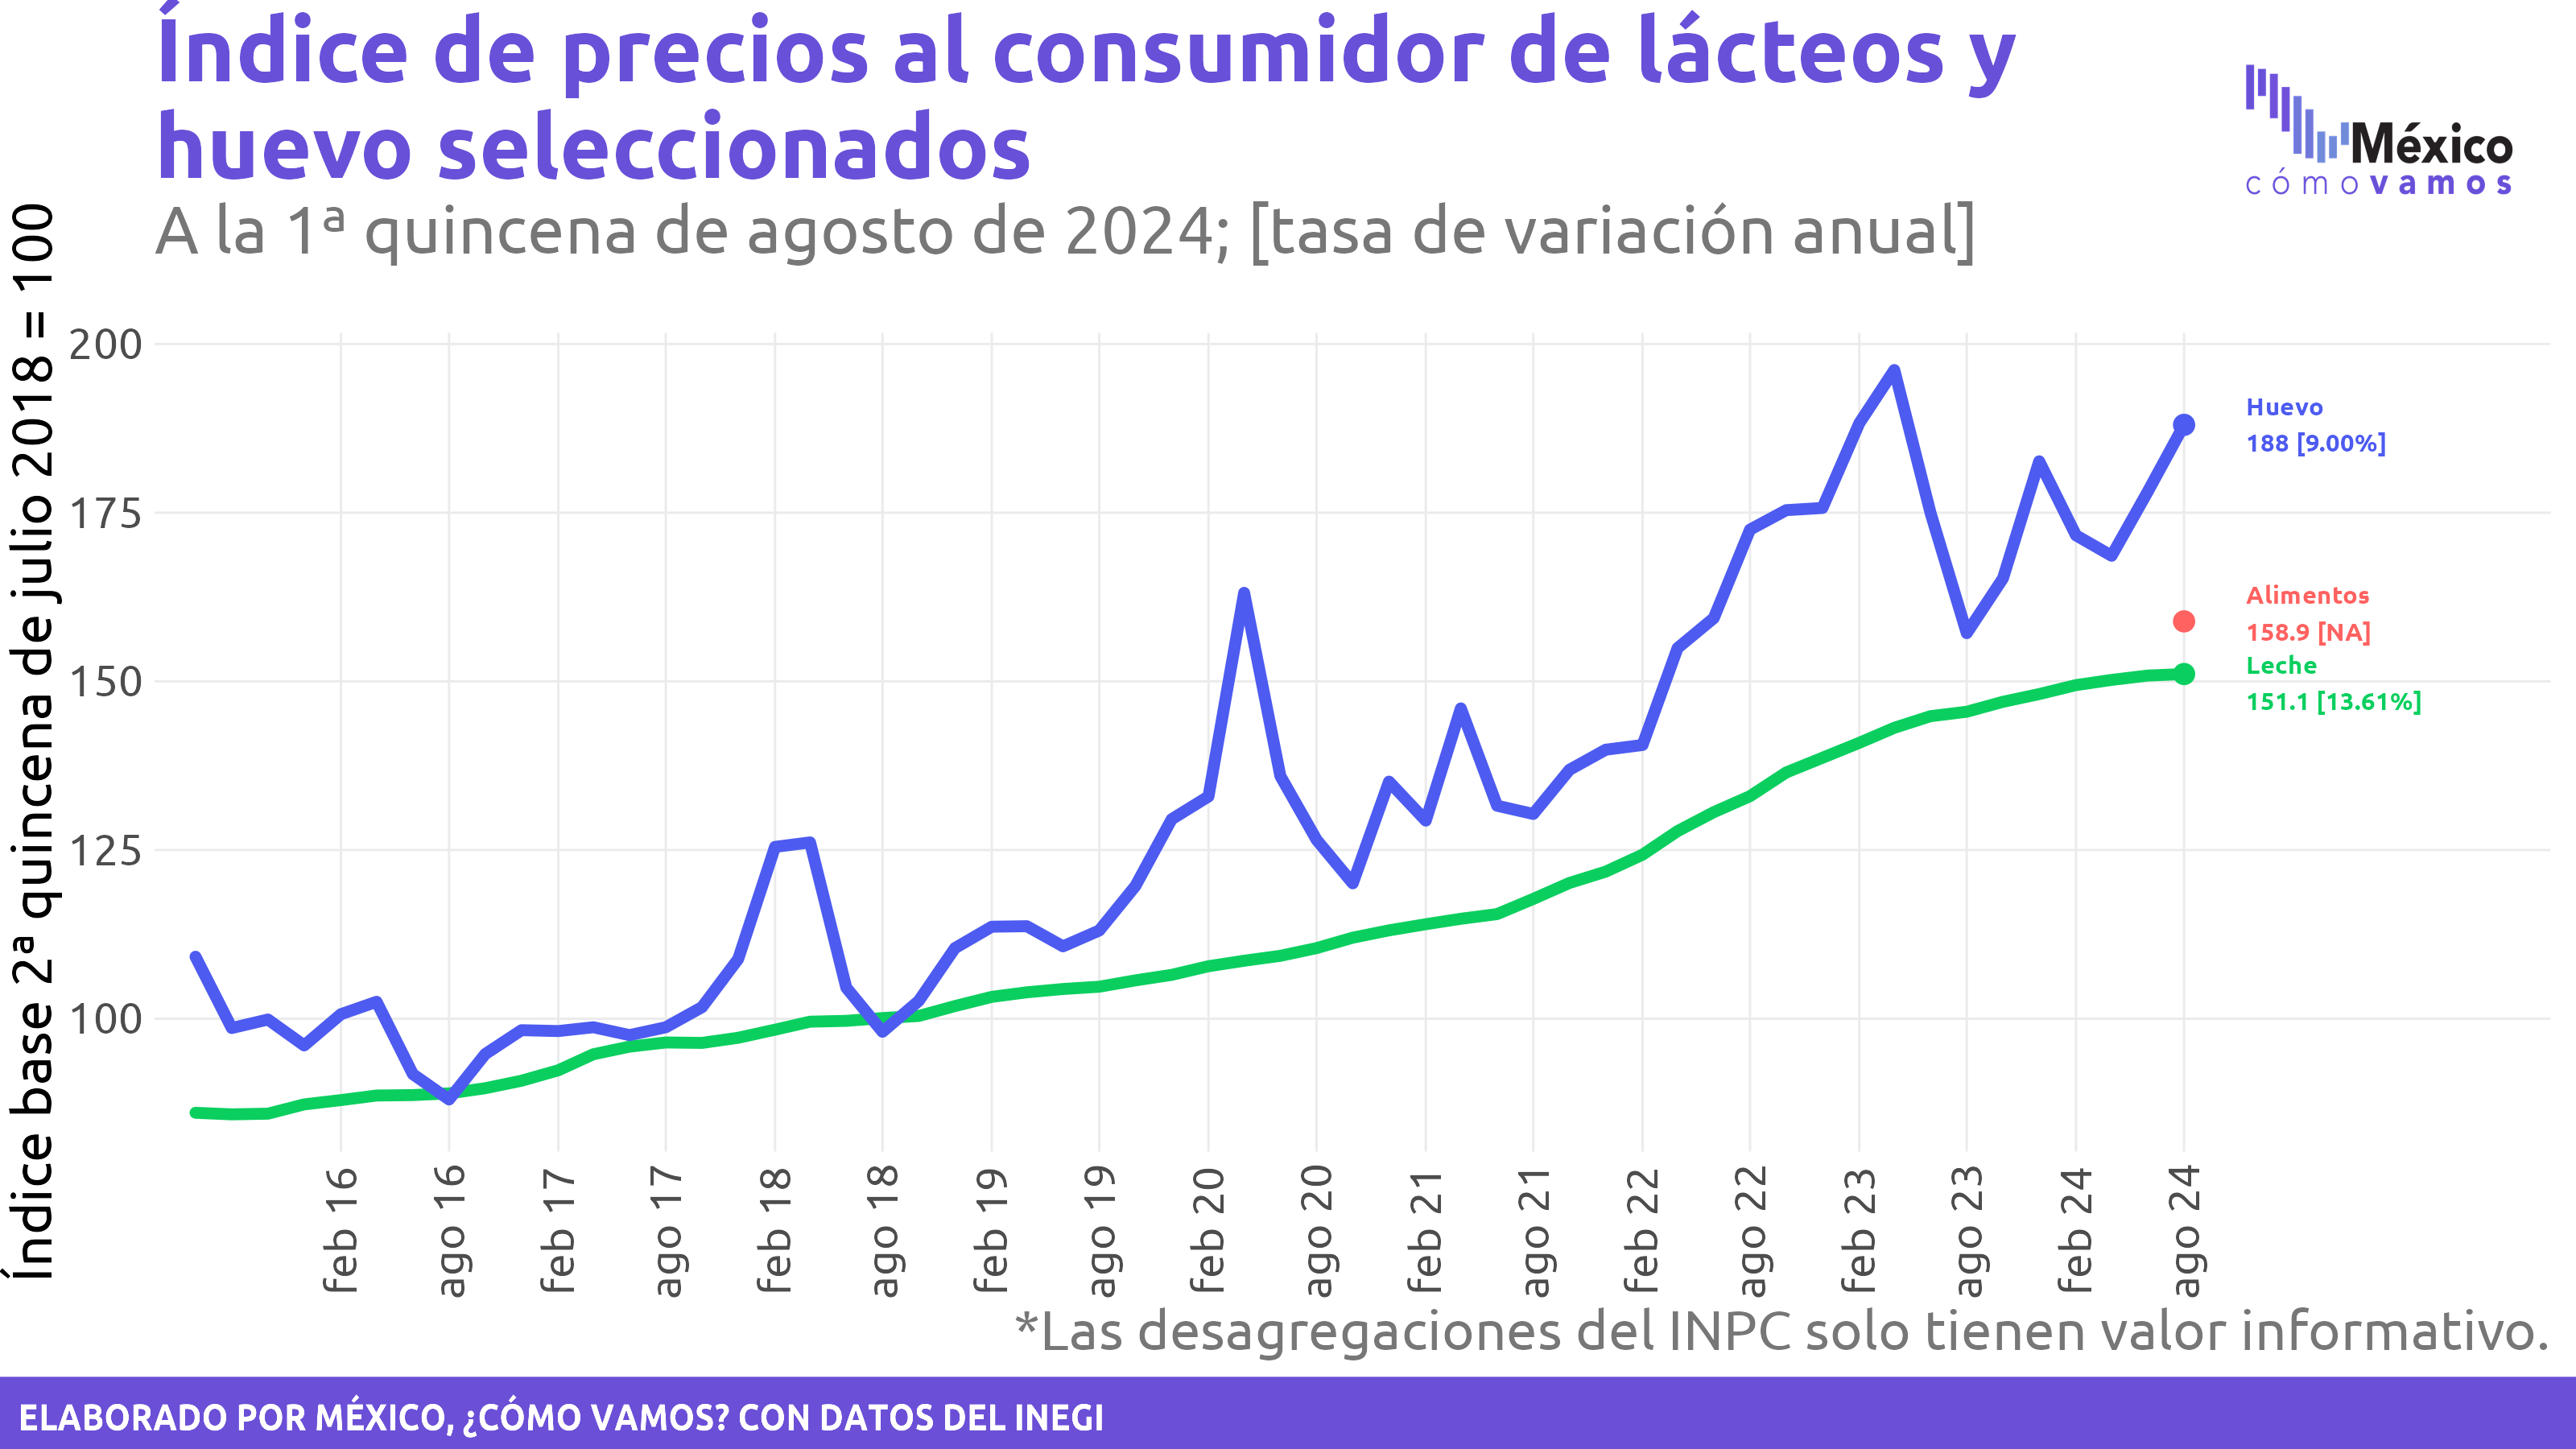 Índice de precios al consumidor de lácteos y
huevo seleccionados
A la 1ª quincena de agosto de 2024; [tasa de variación anual]
México
cómo vamos
Índice base 2ª quincena de julio 2018 = 100
200
175
150
125
100
Huevo
188 [9.00%]
Alimentos
158.9 [NA]
Leche
151.1 [13.61%]
feb 16
ago 16
feb 17
ago 17
feb 18
ago 18
feb 19
ago 19
feb 20
ago 20
feb 21
ago 21
feb 22
ago 22
feb 23
ago 23
feb 24
ago 24
*Las desagregaciones del INPC solo tienen valor informativo.
ELABORADO POR MÉXICO, ¿CÓMO VAMOS? CON DATOS DEL INEGI